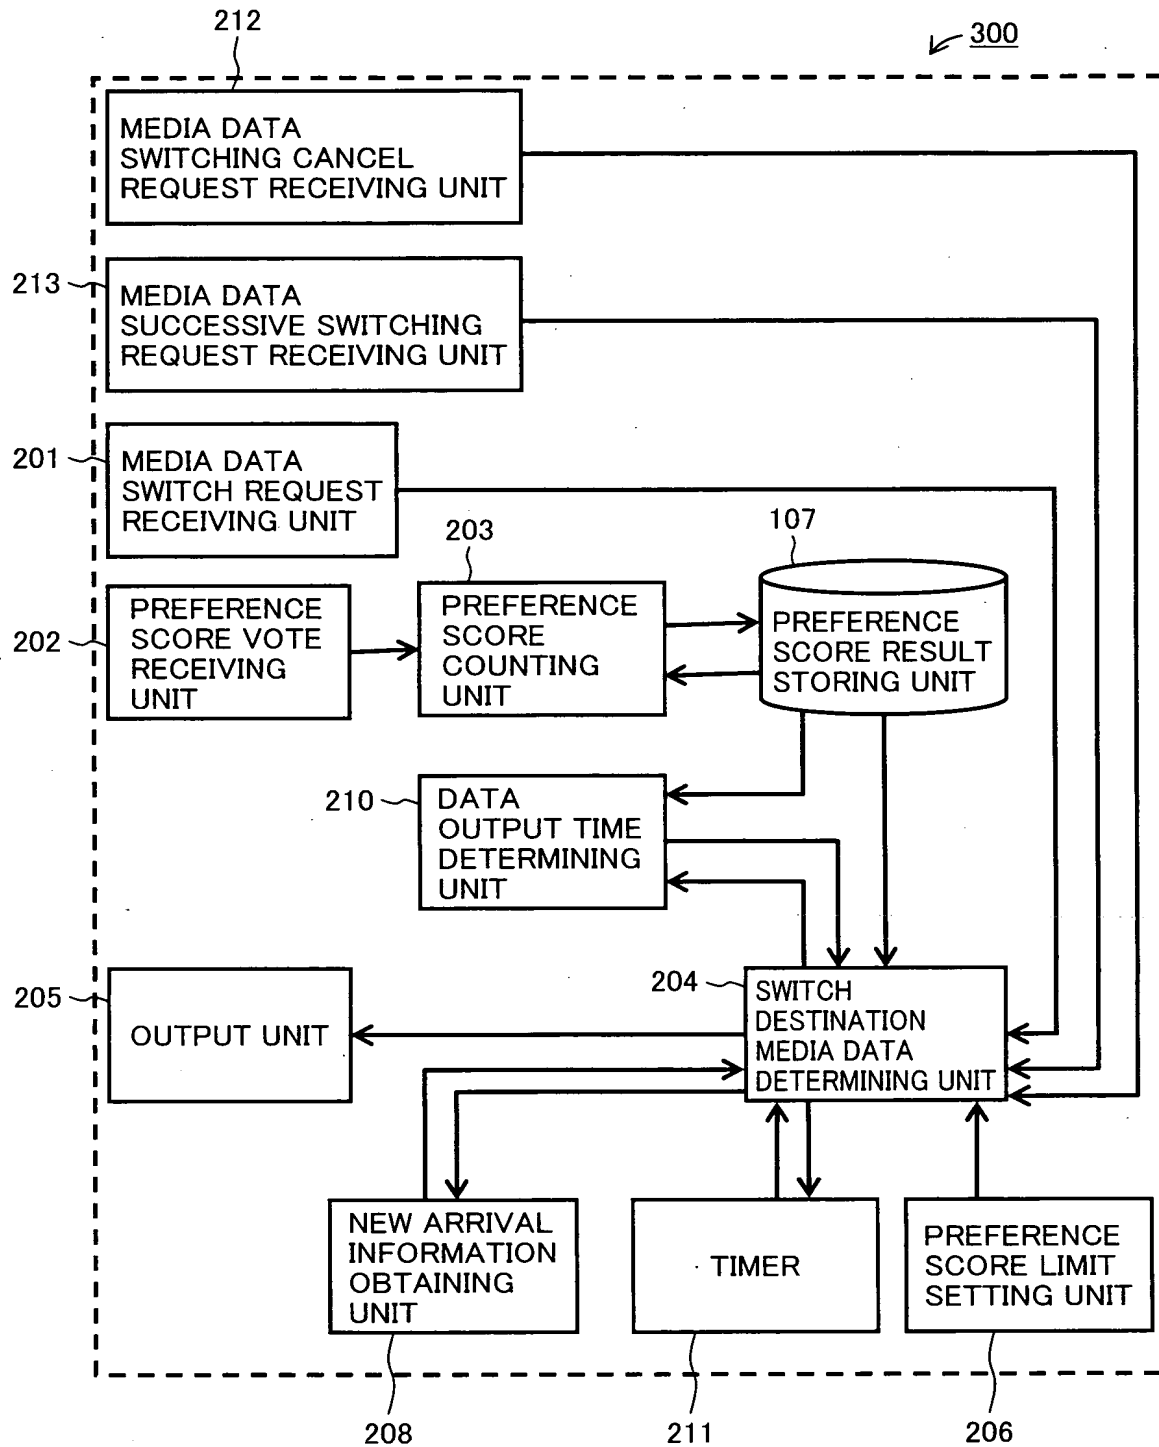 212
300
MEDIA DATA
SWITCHING CANCEL
REQUEST RECEIVING UNIT
213
MEDIA DATA
SUCCESSIVE SWITCHING
REQUEST RECEIVING UNIT
201
MEDIA DATA
SWITCH REQUEST
RECEIVING UNIT
203
107
202
PREFERENCE
SCORE VOTE
RECEIVING
UNIT
PREFERENCE
SCORE
COUNTING
UNIT
PREFERENCE
SCORE RESULT
STORING UNIT
210
DATA
OUTPUT TIME
DETERMINING
UNIT
205
OUTPUT UNIT
204
SWITCH
DESTINATION
MEDIA DATA
DETERMINING UNIT
NEW ARRIVAL
INFORMATION
OBTAINING
UNIT
TIMER
PREFERENCE
SCORE LIMIT
SETTING UNIT
208
211
206